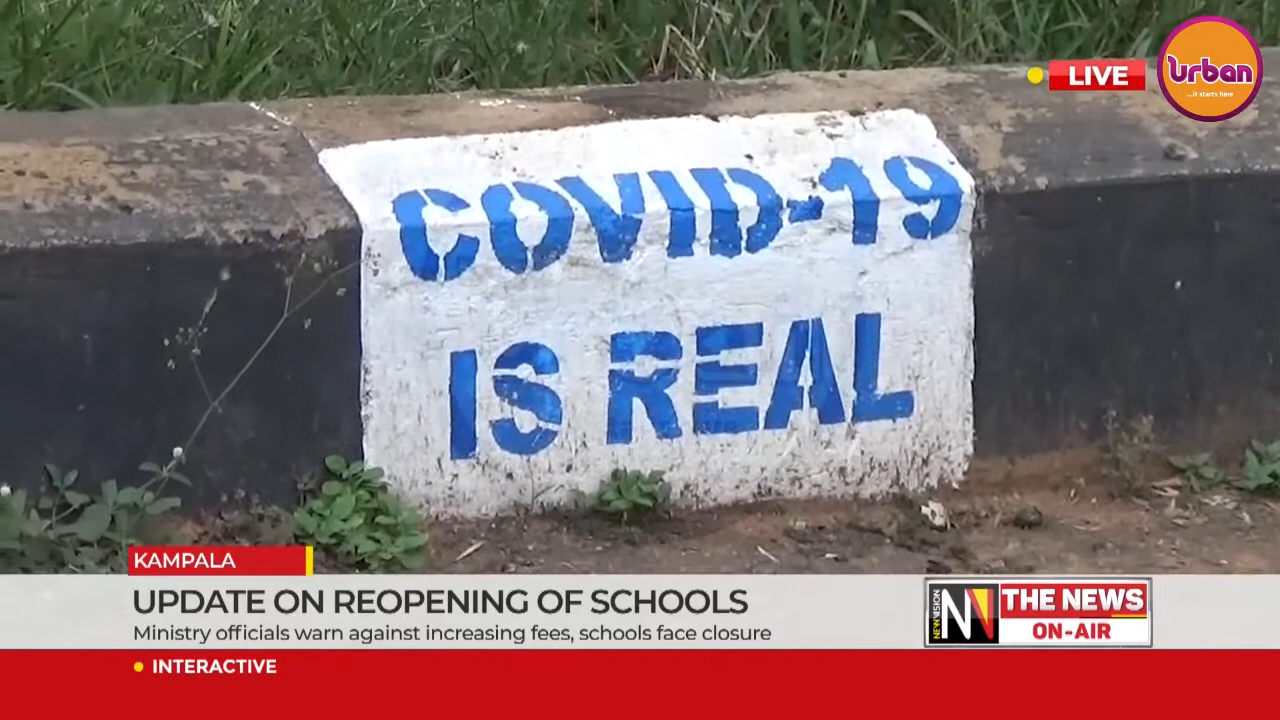 LIVE
Urban
...it starts here
COVID-19
IS REAL
KAMPALA
UPDATE ON REOPENING OF SCHOOLS
Ministry officials warn against increasing fees, schools face closure
NEW VISION
N
THE NEWS
ON-AIR
INTERACTIVE